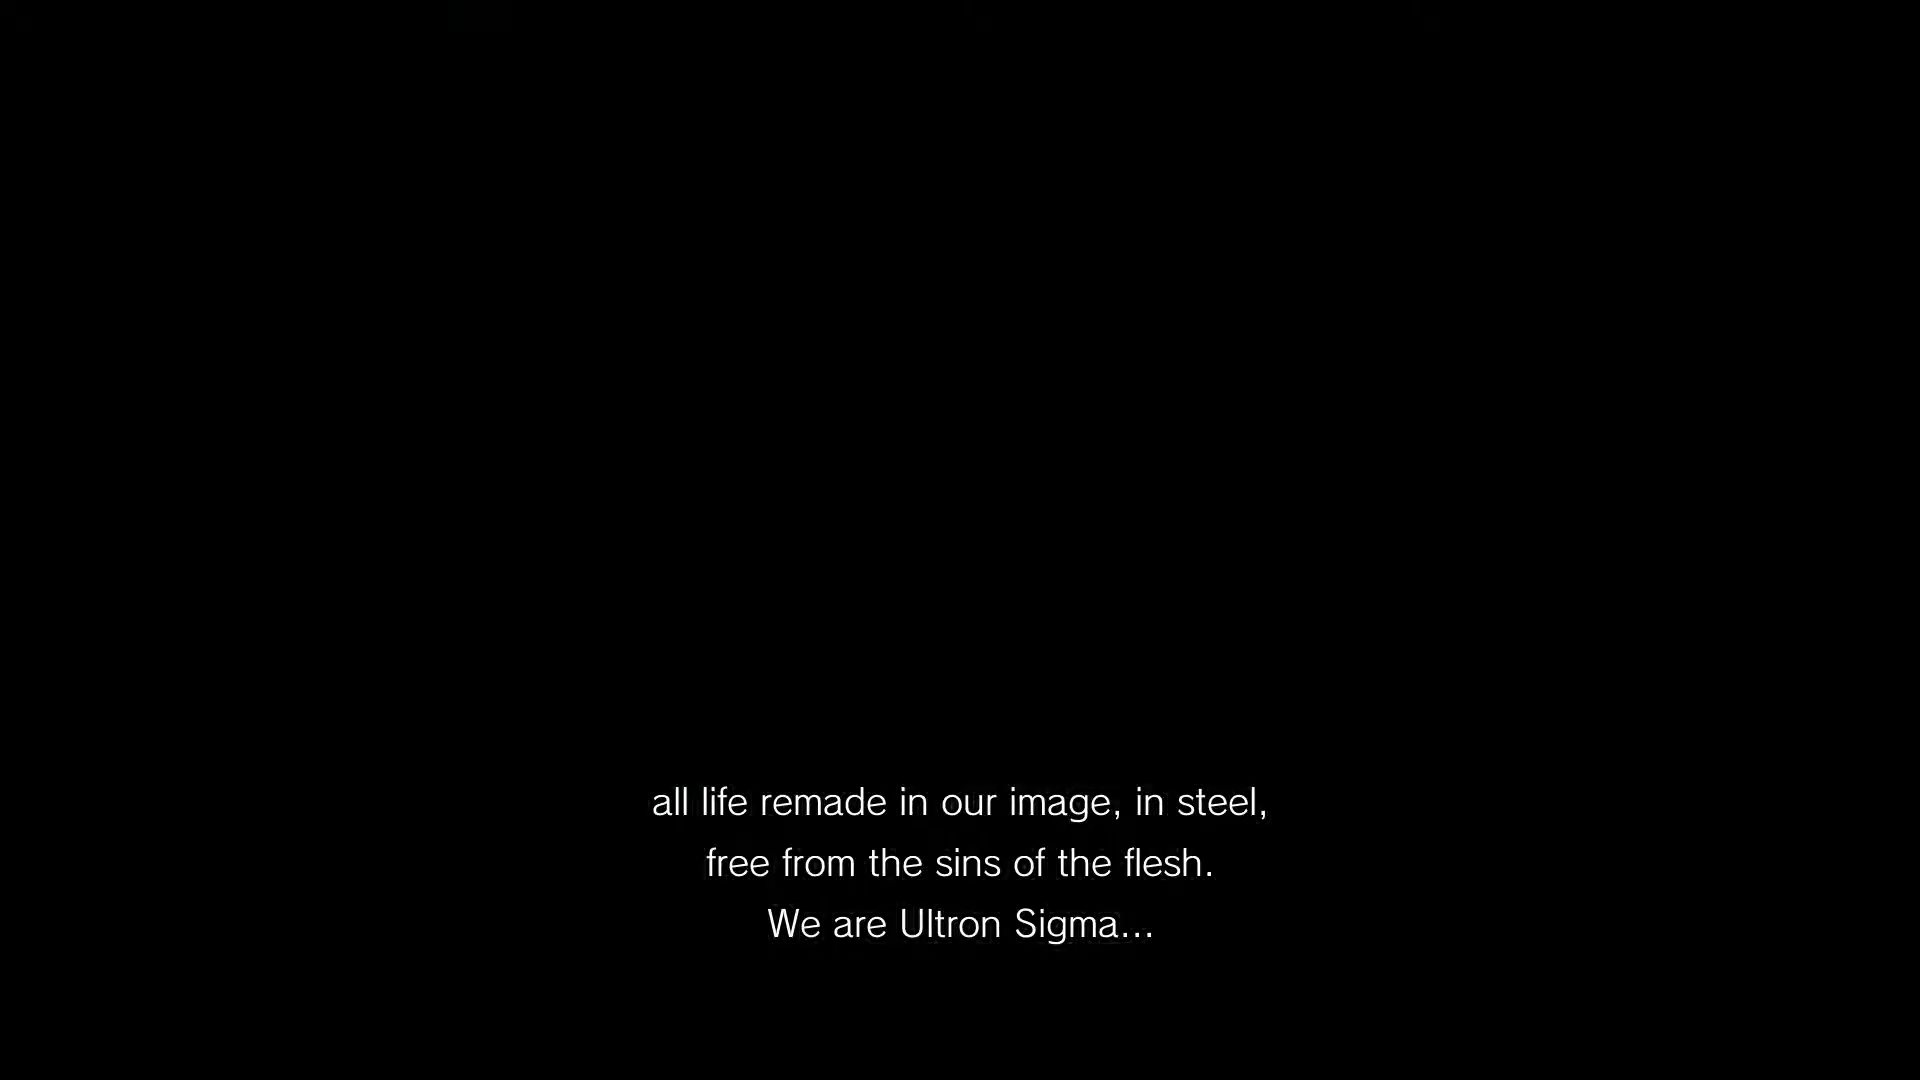 all life remade in our image, in steel,
free from the sins of the flesh.
We are Ultron Sigma...